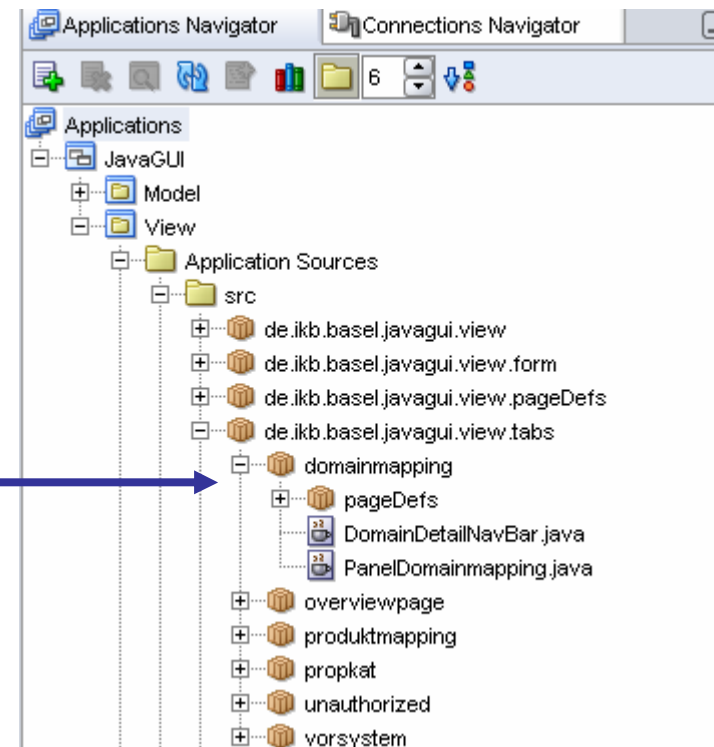 Applications Navigator Connections Navigator
6
Applications
JavaGUI
Model
View
Application Sources
src
de.ikb.basel.javagui.view
de.ikb.basel.javagui.view.form
de.ikb.basel.javagui.view.pageDefs
de.ikb.basel.javagui.view.tabs
domainmapping
pageDefs
DomainDetailNavBar.java
PanelDomainmapping.java
overviewpage
produktmapping
propkat
unauthorized
vorsystem